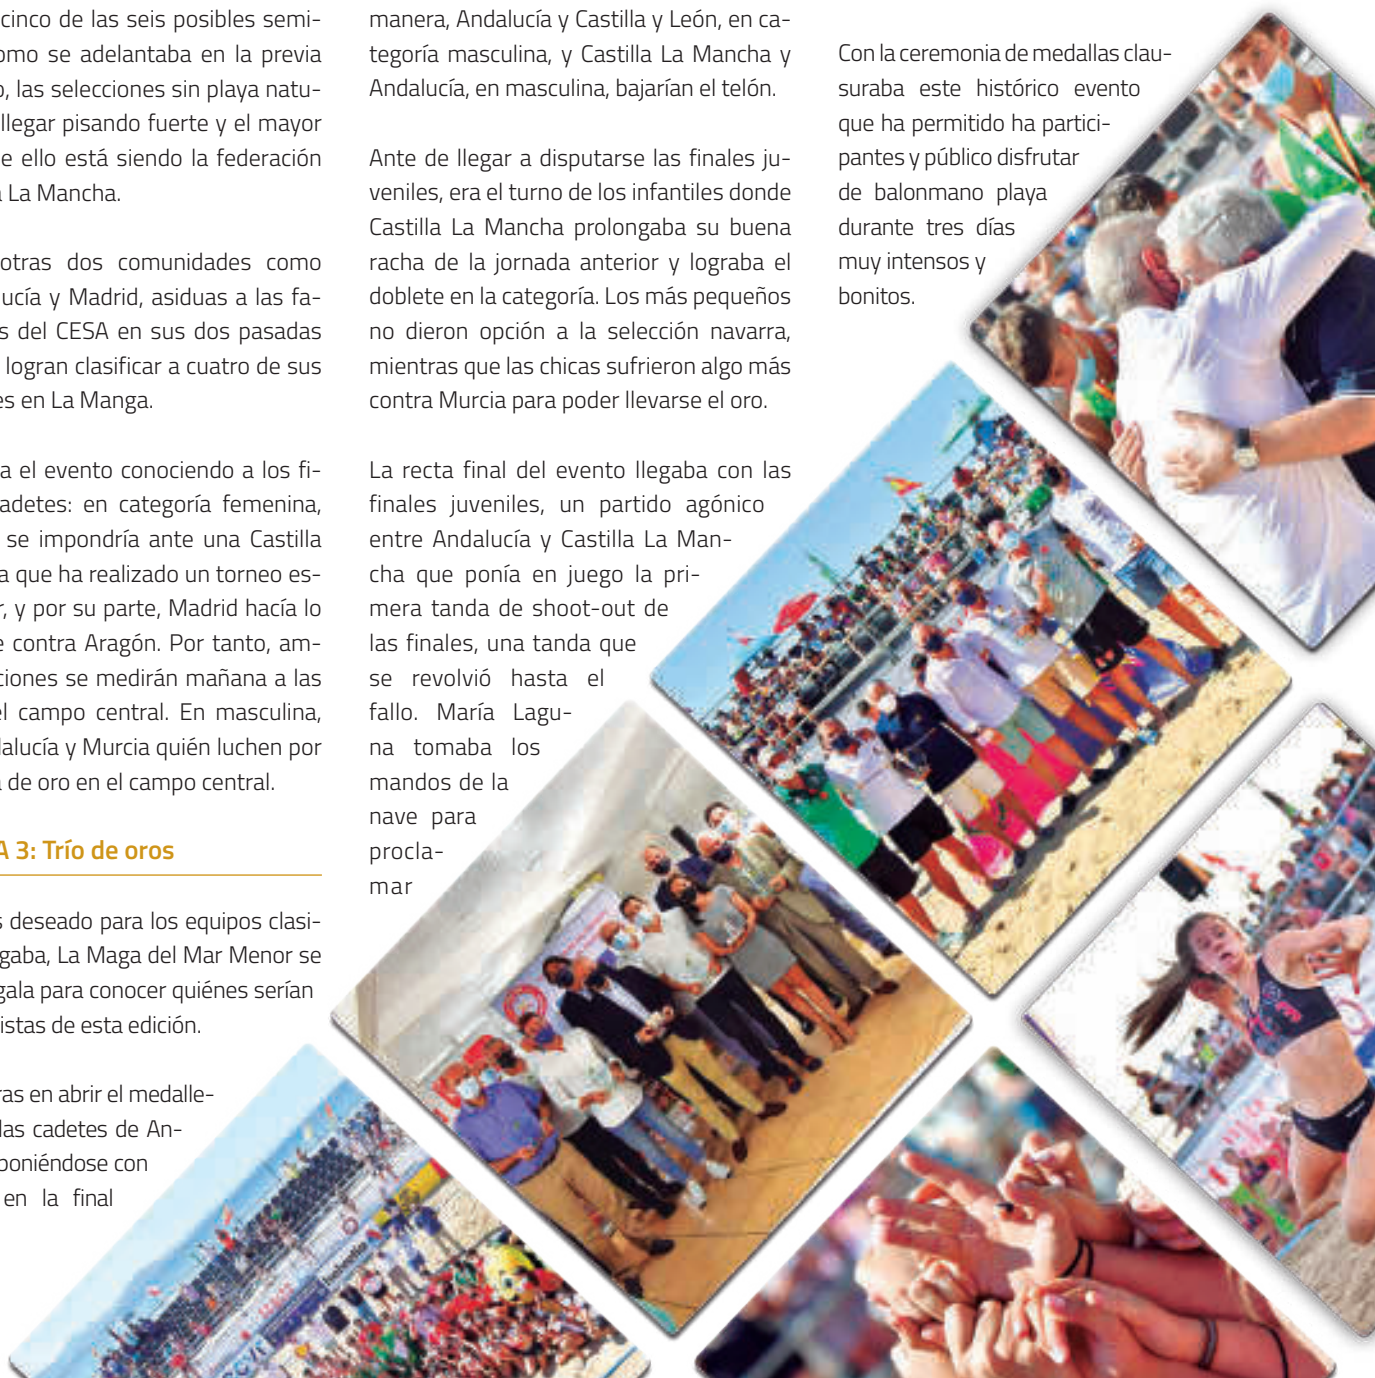 cinco de las seis posibles semi-
omo se adelantaba en la previa
o, las selecciones sin playa natu-
llegar pisando fuerte y el mayor
e ello está siendo la federación
a La Mancha.
otras dos comunidades como
ucía y Madrid, asiduas a las fa-
s del CESA en sus dos pasadas
logran clasificar a cuatro de sus
es en La Manga.
a el evento conociendo a los fi-
adetes: en categoría femenina,
se impondría ante una Castilla
a que ha realizado un torneo es-
r, y por su parte, Madrid hacía lo
e contra Aragón. Por tanto, am-
ciones se medirán mañana a las
el campo central. En masculina,
dalucía y Murcia quién luchen por
a de oro en el campo central.
A 3: Trío de oros
s deseado para los equipos clasi-
gaba, La Maga del Mar Menor se
gala para conocer quiénes serían
istas de esta edición.
ras en abrir el medalle-
las cadetes de An-
poniéndose con
en la final
manera, Andalucía y Castilla y León, en ca-
tegoría masculina, y Castilla La Mancha y
Andalucía, en masculina, bajarían el telón.
Ante de llegar a disputarse las finales ju-
veniles, era el turno de los infantiles donde
Castilla La Mancha prolongaba su buena
racha de la jornada anterior y lograba el
doblete en la categoría. Los más pequeños
no dieron opción a la selección navarra,
mientras que las chicas sufrieron algo más
contra Murcia para poder llevarse el oro.
La recta final del evento llegaba con las
finales juveniles, un partido agónico
entre Andalucía y Castilla La Man-
cha que ponía en juego la pri-
mera tanda de shoot-out de
las finales, una tanda que
se revolvió hasta el
fallo. María Lagu-
na tomaba los
mandos de la
nave para
procla-
mar
Con la ceremonia de medallas clau-
suraba este histórico evento
que ha permitido ha partici-
pantes y público disfrutar
de balonmano playa
durante tres días
muy intensos y
bonitos.